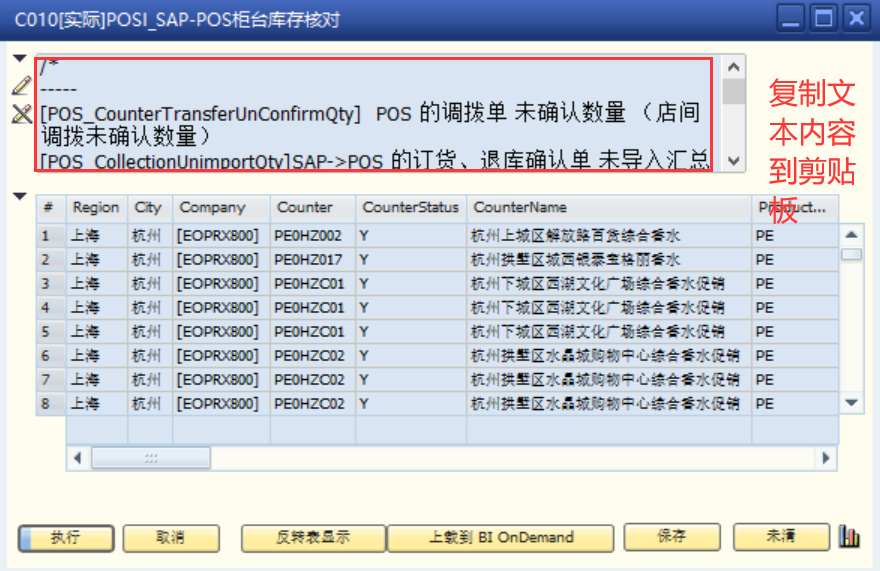 C010[实际]POSI_SAP-POS柜台库存核对
/*
-----
[POS_CounterTransferUnConfirmQty] POS 的调拨单 未确认数量 （店间
调拨未确认数量）
[POS_CollectionUnimportQty]SAP->POS 的订货、退库确认单 未导入汇总
复制文
本内容
到剪贴
板
# Region City Company Counter CounterStatus CounterName Product...
1 上海 杭州 [EOPRX800] PE0HZ002 Y 杭州上城区解放路百货综合香水 PE
2 上海 杭州 [EOPRX800] PE0HZ017 Y 杭州拱墅区城西银泰宝格丽香水 PE
3 上海 杭州 [EOPRX800] PE0HZC01 Y 杭州下城区西湖文化广场综合香水促销 PE
4 上海 杭州 [EOPRX800] PE0HZC01 Y 杭州下城区西湖文化广场综合香水促销 PE
5 上海 杭州 [EOPRX800] PE0HZC01 Y 杭州下城区西湖文化广场综合香水促销 PE
6 上海 杭州 [EOPRX800] PE0HZC02 Y 杭州拱墅区水晶城购物中心综合香水促销 PE
7 上海 杭州 [EOPRX800] PE0HZC02 Y 杭州拱墅区水晶城购物中心综合香水促销 PE
8 上海 杭州 [EOPRX800] PE0HZC02 Y 杭州拱墅区水晶城购物中心综合香水促销 PE
执行 取消 反转表显示 上载到 BI OnDemand 保存 未清